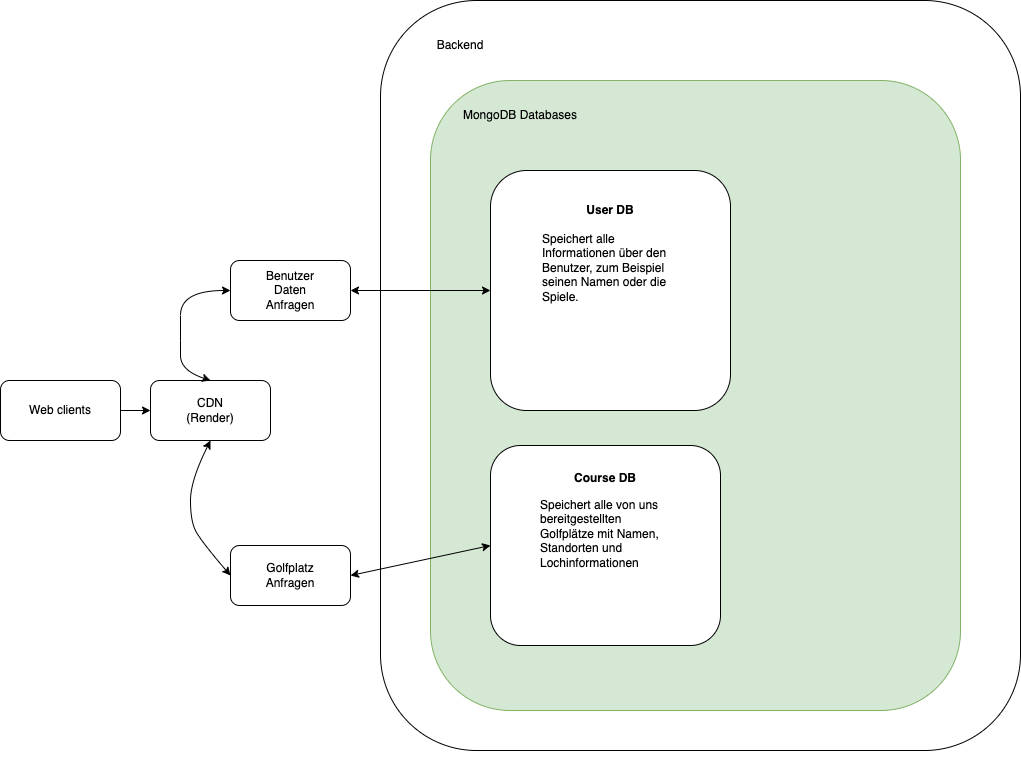 Backend
MongoDB Databases
User DB
Speichert alle
Informationen über den
Benutzer, zum Beispiel
seinen Namen oder die
Spiele.
Benutzer
Daten
Anfragen
Web clients
CDN
(Render)
Course DB
Speichert alle von uns
bereitgestellten
Golfplätze mit Namen,
Standorten und
Lochinformationen
Golfplatz
Anfragen